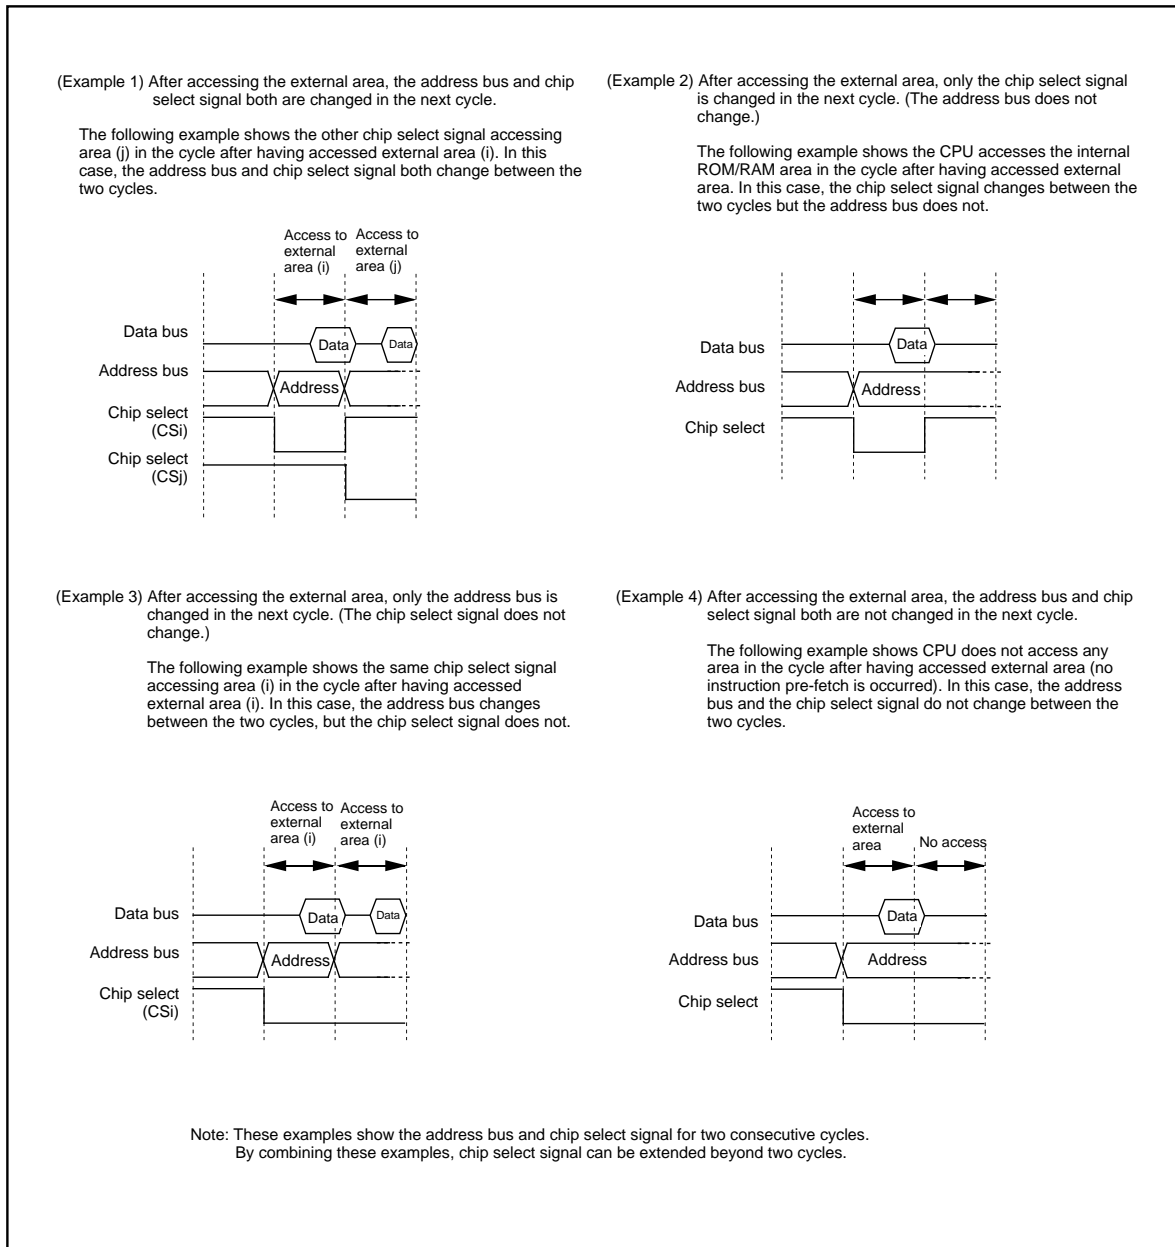 (Example 1) After accessing the external area, the address bus and chip
select signal both are changed in the next cycle.
The following example shows the other chip select signal accessing
area (j) in the cycle after having accessed external area (i). In this
case, the address bus and chip select signal both change between the
two cycles.
Access to
external
area (i)
Access to
external
area (j)
Data bus
Data
Data
Address bus
Address
Chip select
(CSi)
Chip select
(CSj)
(Example 2) After accessing the external area, only the chip select signal
is changed in the next cycle. (The address bus does not
change.)
The following example shows the CPU accesses the internal
ROM/RAM area in the cycle after having accessed external
area. In this case, the chip select signal changes between the
two cycles but the address bus does not.
Data bus
Data
Address bus
Address
Chip select
(Example 3) After accessing the external area, only the address bus is
changed in the next cycle. (The chip select signal does not
change.)
The following example shows the same chip select signal
accessing area (i) in the cycle after having accessed
external area (i). In this case, the address bus changes
between the two cycles, but the chip select signal does not.
Access to
external
area (i)
Access to
external
area (i)
Data bus
Data
Data
Address bus
Address
Chip select
(CSi)
(Example 4) After accessing the external area, the address bus and chip
select signal both are not changed in the next cycle.
The following example shows CPU does not access any
area in the cycle after having accessed external area (no
instruction pre-fetch is occurred). In this case, the address
bus and the chip select signal do not change between the
two cycles.
Access to
external
area
No access
Data bus
Data
Address bus
Address
Chip select
Note: These examples show the address bus and chip select signal for two consecutive cycles.
By combining these examples, chip select signal can be extended beyond two cycles.